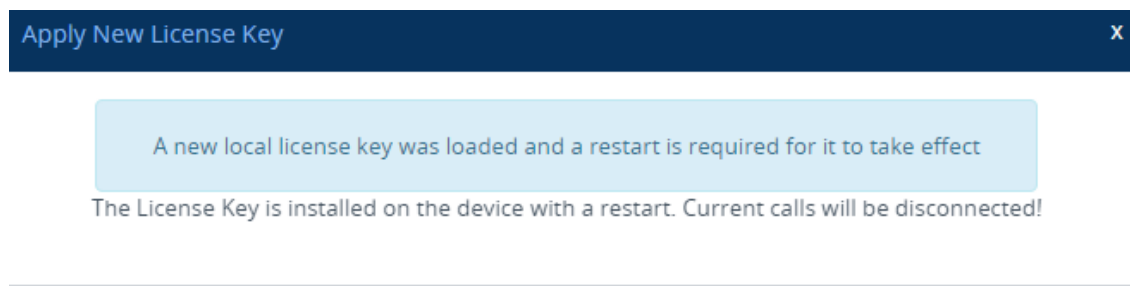 Apply New License Key
X
A new local license key was loaded and a restart is required for it to take effect
The License Key is installed on the device with a restart. Current calls will be disconnected!